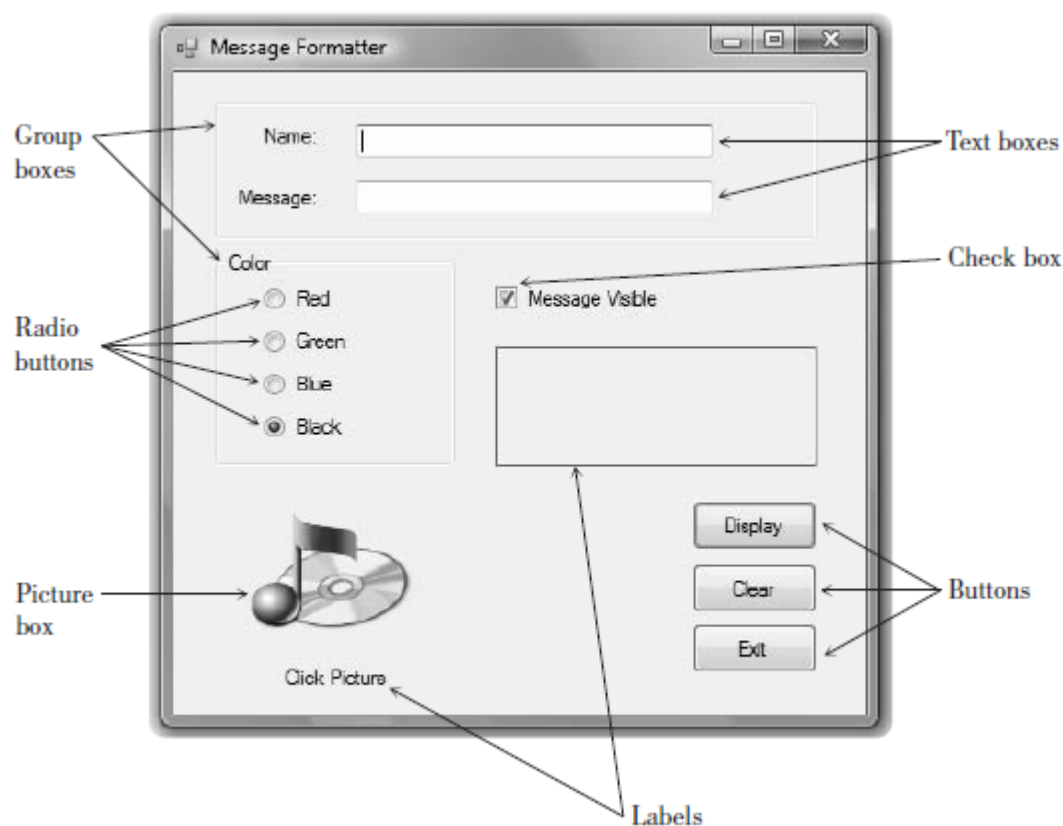 Message Formatter
Group
boxes
Name:
Text boxes
Message:
Color
Check box
Red
Message Visible
Radio
buttons
Green
Blue
Black
Display
Picture
box
Clear
Buttons
Exit
Click Picture
Labels